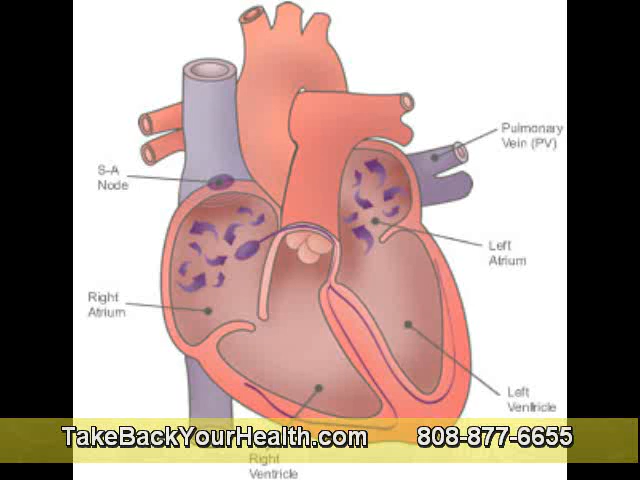 Pulmonary
Vein (PV)
S-A
Node
Left
Atrium
Right
Atrium
Left
Ventricle
TakeBackYourHealth.com 808-877-6655
Right
Ventricle